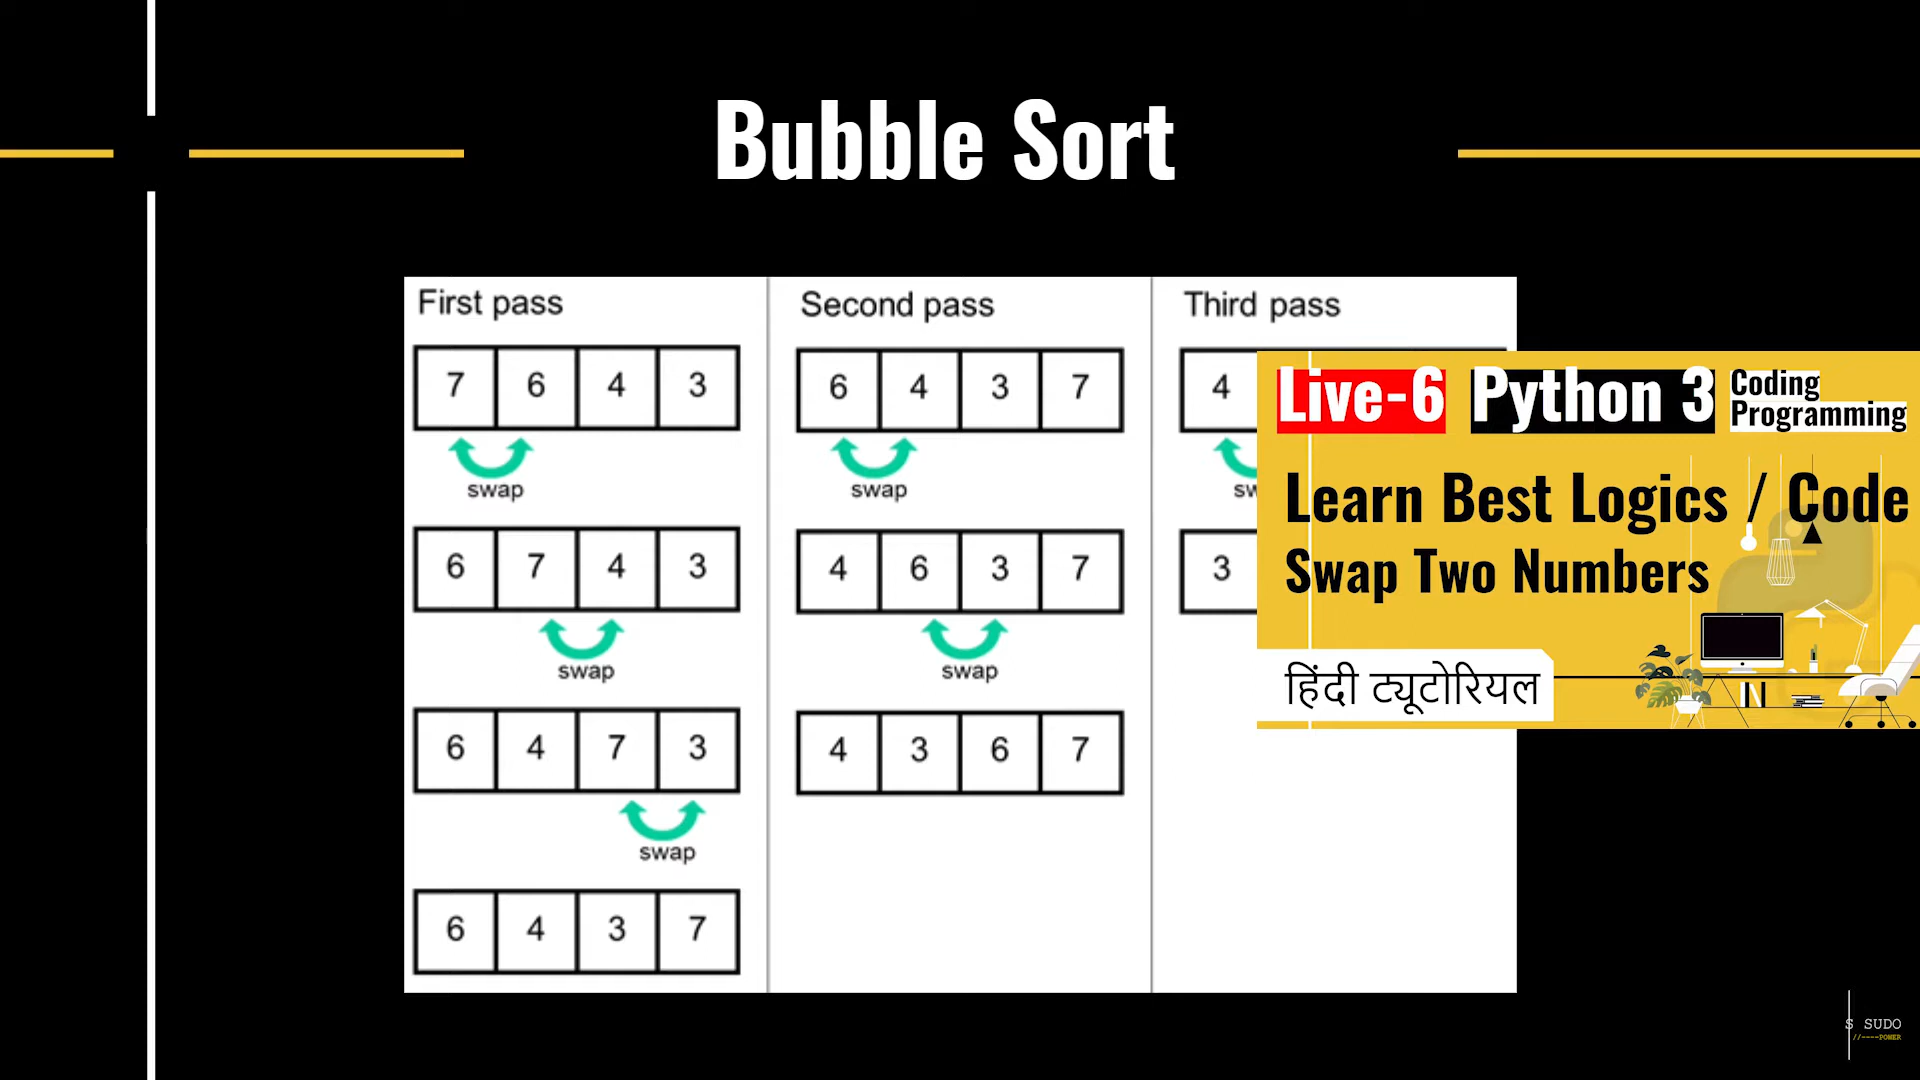 Bubble Sort
First pass
7 6 4 3
swap
6 7 4 3
swap
6 4 7 3
swap
6 4 3 7
Second pass
6 4 3 7
swap
4 6 3 7
swap
4 3 6 7
Third pass
4
3
Live-6 Python 3 Coding
Programming
Learn Best Logics / Code
Swap Two Numbers
हिंदी ट्यूटोरियल
S SUDO
//----POWER